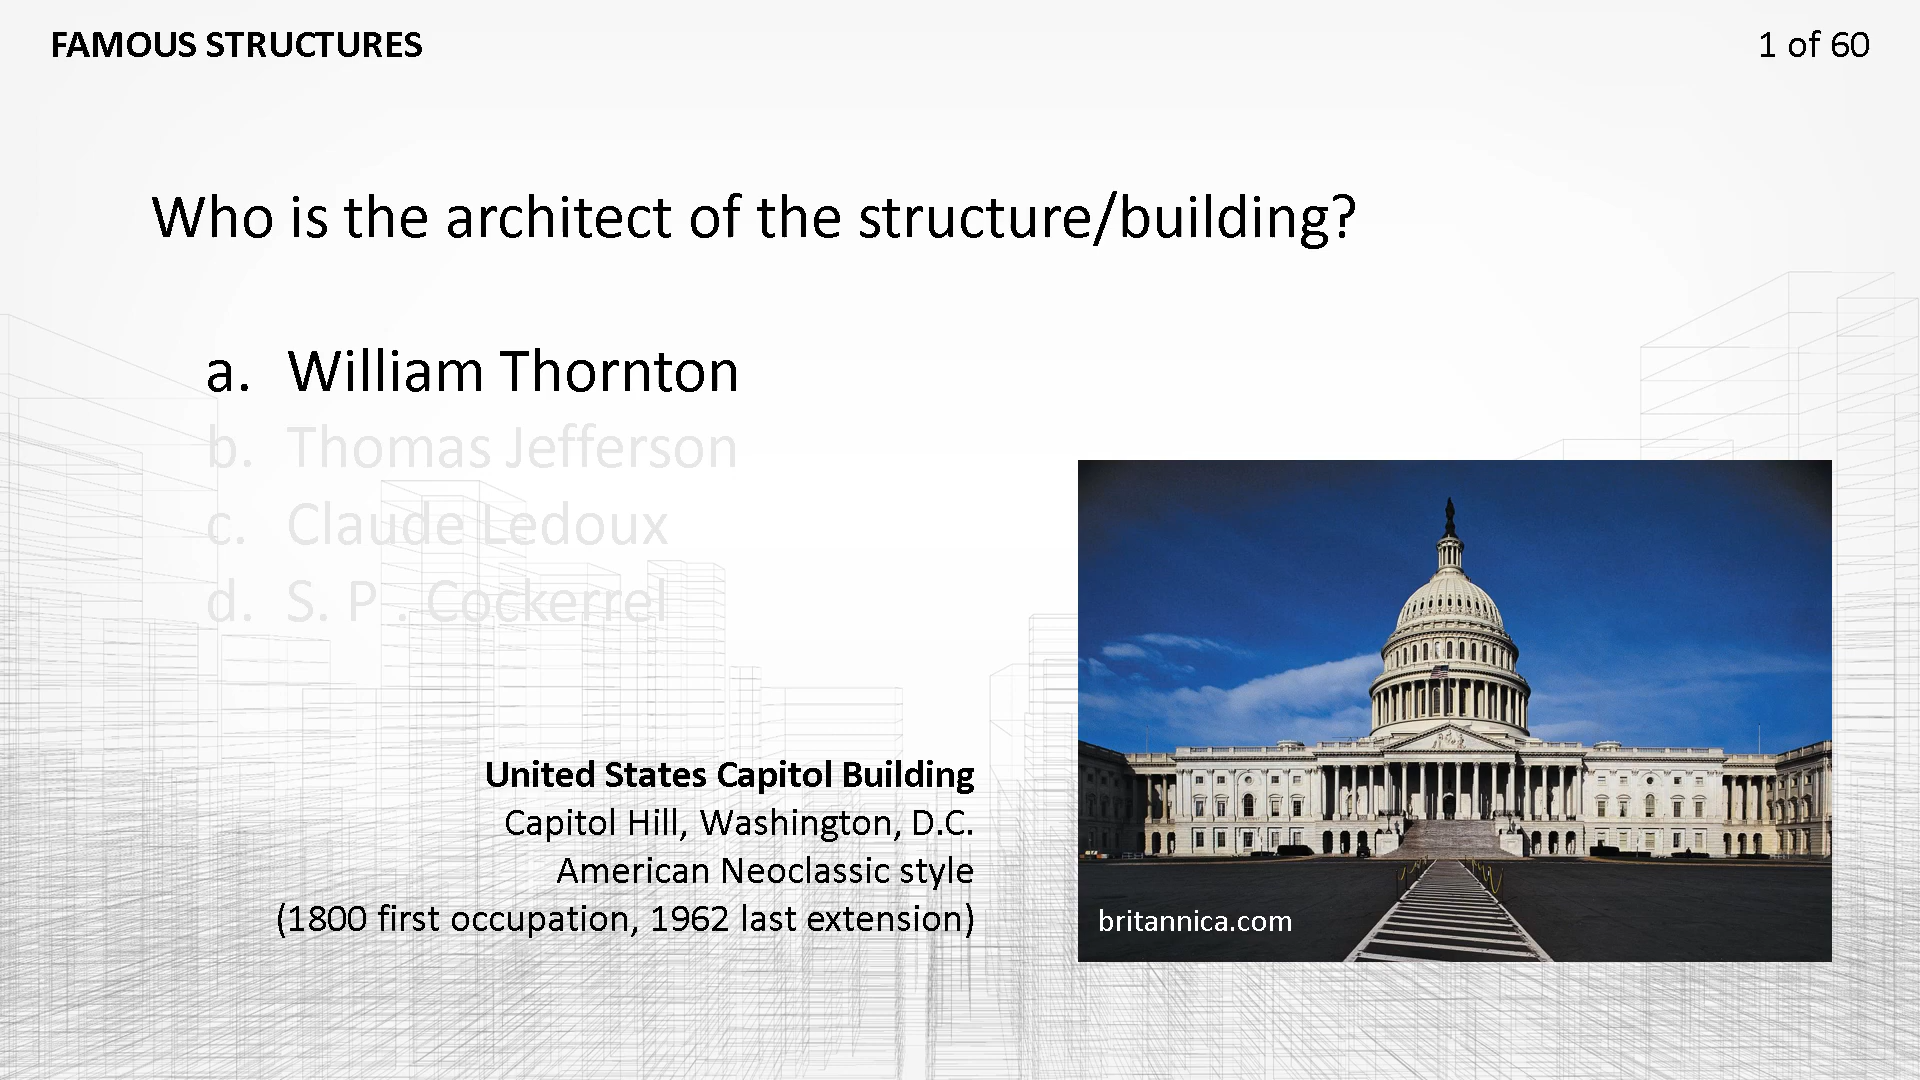 FAMOUS STRUCTURES
1 of 60
Who is the architect of the structure/building?
a. William Thornton
b. Thomas Jefferson
c. Claude Ledoux
d. S. P . Cockerrel
United States Capitol Building
Capitol Hill, Washington, D.C.
American Neoclassic style
(1800 first occupation, 1962 last extension)
britannica.com